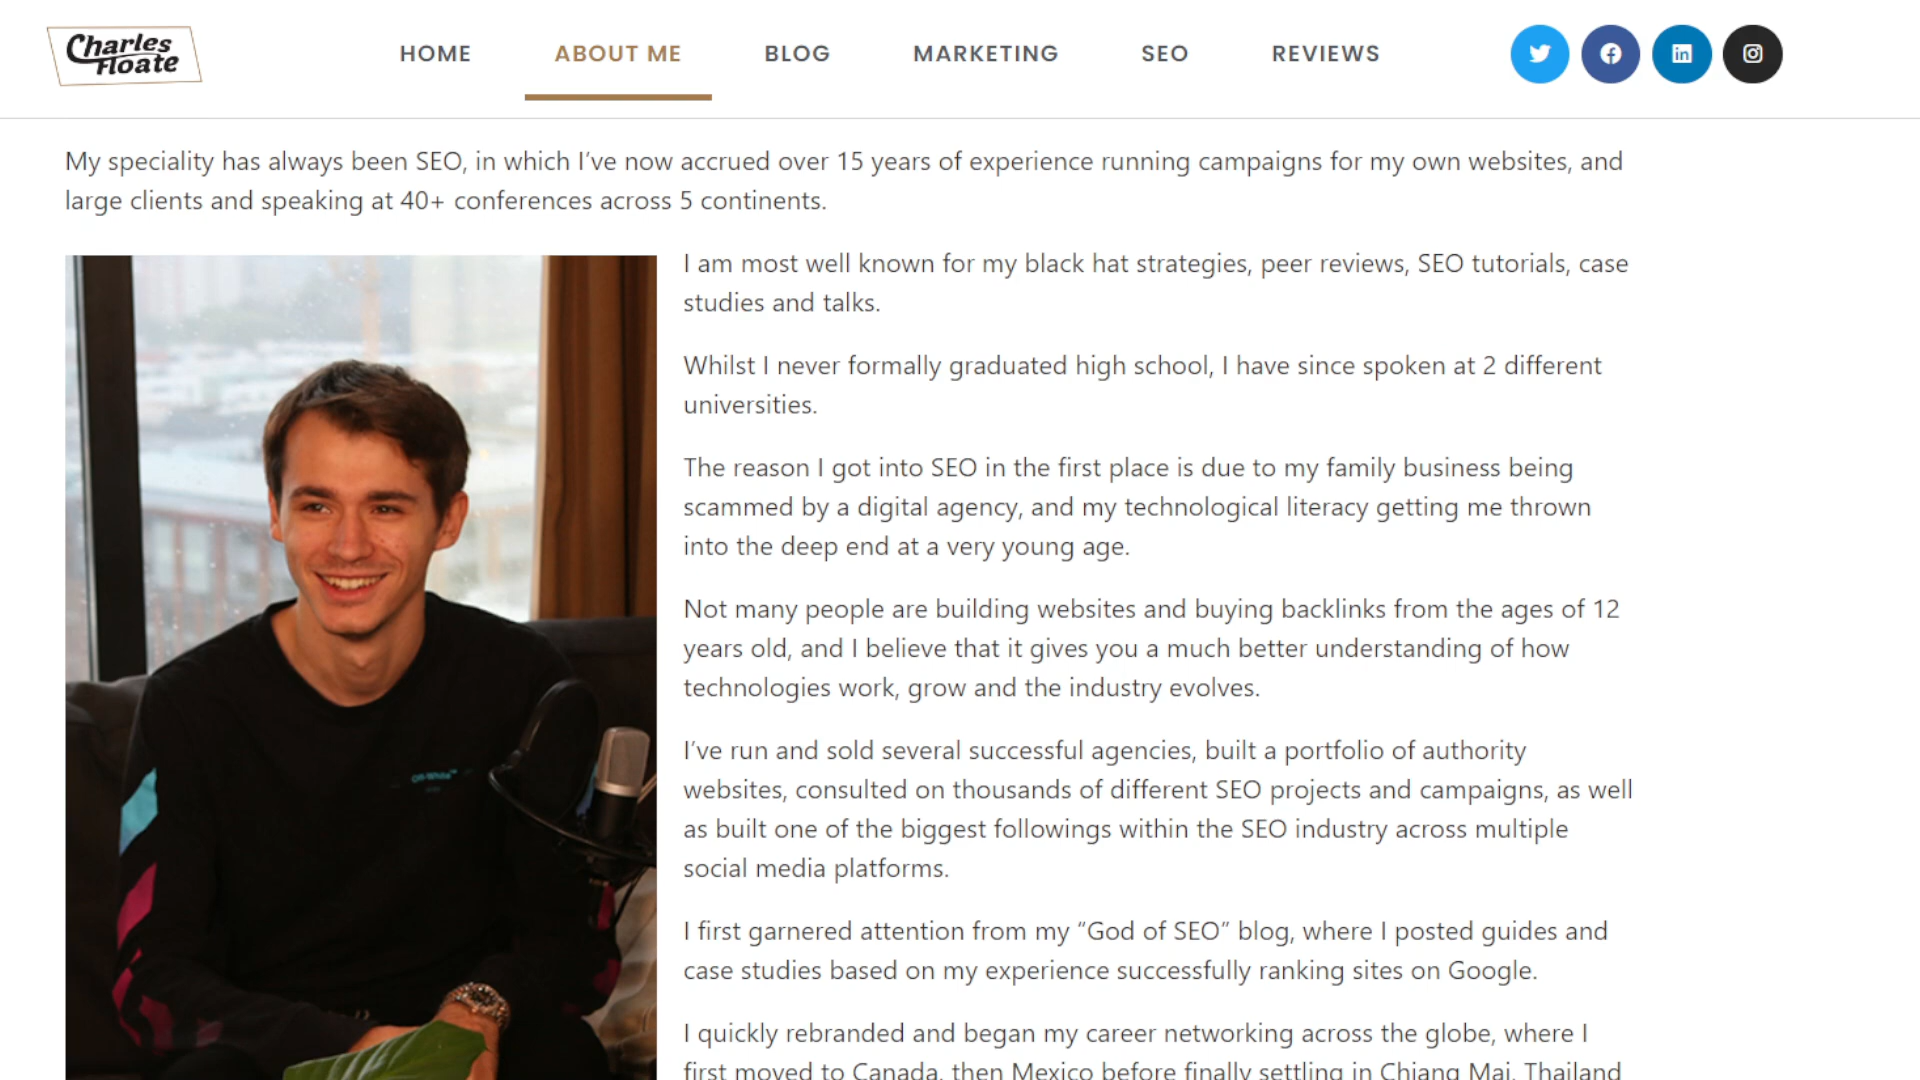 Charles
Floate
HOME
ABOUT ME
BLOG
MARKETING
SEO
REVIEWS
My speciality has always been SEO, in which I’ve now accrued over 15 years of experience running campaigns for my own websites, and
large clients and speaking at 40+ conferences across 5 continents.
I am most well known for my black hat strategies, peer reviews, SEO tutorials, case
studies and talks.
Whilst I never formally graduated high school, I have since spoken at 2 different
universities.
The reason I got into SEO in the first place is due to my family business being
scammed by a digital agency, and my technological literacy getting me thrown
into the deep end at a very young age.
Not many people are building websites and buying backlinks from the ages of 12
years old, and I believe that it gives you a much better understanding of how
technologies work, grow and the industry evolves.
I’ve run and sold several successful agencies, built a portfolio of authority
websites, consulted on thousands of different SEO projects and campaigns, as well
as built one of the biggest followings within the SEO industry across multiple
social media platforms.
I first garnered attention from my “God of SEO” blog, where I posted guides and
case studies based on my experience successfully ranking sites on Google.
I quickly rebranded and began my career networking across the globe, where I
first moved to Canada, then Mexico before finally settling in Chiang Mai, Thailand